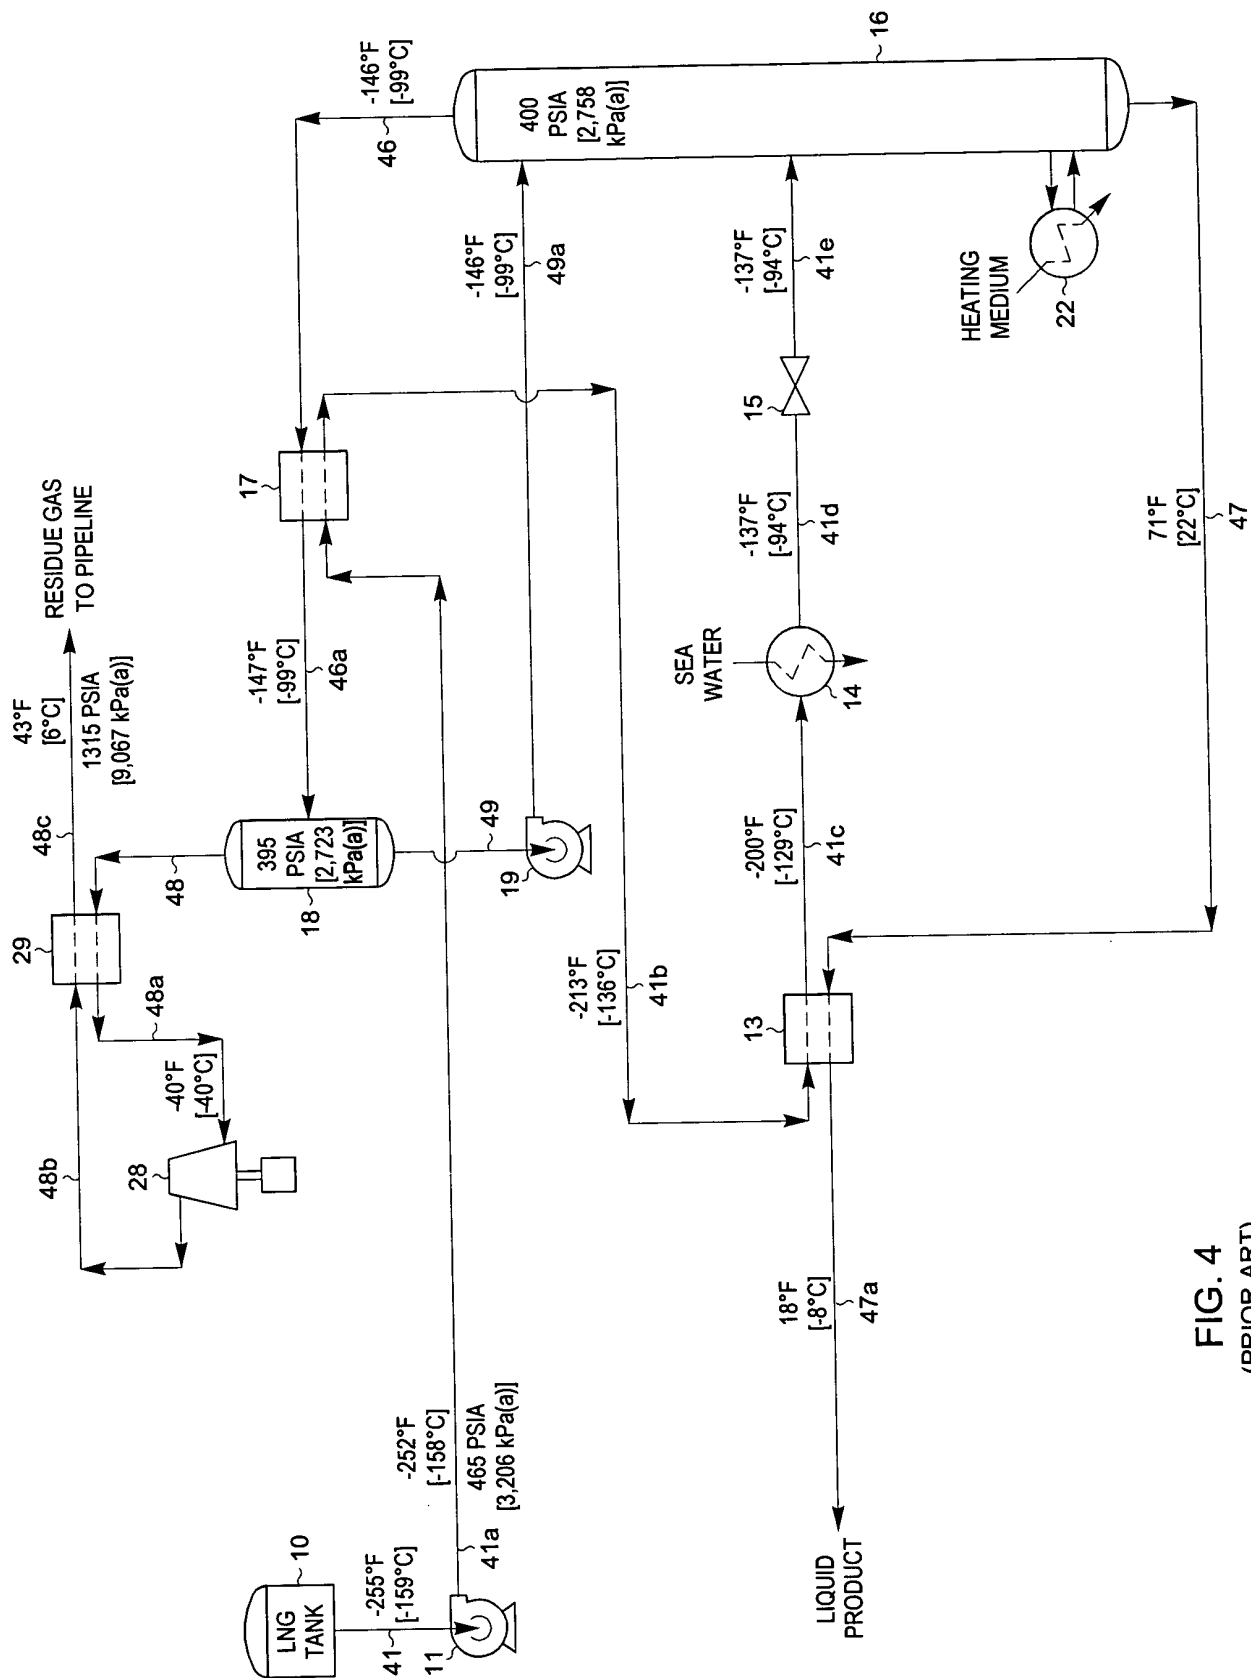 43°F
[6°C]
1315 PSIA
[9,067 kPa(a)]
RESIDUE GAS
TO PIPELINE
48c
48b
29
48
48a
-40°F
[-40°C]
28
-146°F
[-99°C]
46
17
-147°F
[-99°C]
46a
395
PSIA
[2,723
kPa(a)]
18
49
19
400
PSIA
[2,758
kPa(a)]
16
-146°F
[-99°C]
49a
LNG
TANK
10
-255°F
[-159°C]
41
11
-252°F
[-158°C]
465 PSIA
[3,206 kPa(a)]
41a
-213°F
[-136°C]
41b
13
-200°F
[-129°C]
41c
SEA
WATER
14
-137°F
[-94°C]
41d
15
-137°F
[-94°C]
41e
HEATING
MEDIUM
22
71°F
[22°C]
47
18°F
[-8°C]
47a
LIQUID
PRODUCT
FIG. 4
(PRIOR ART)